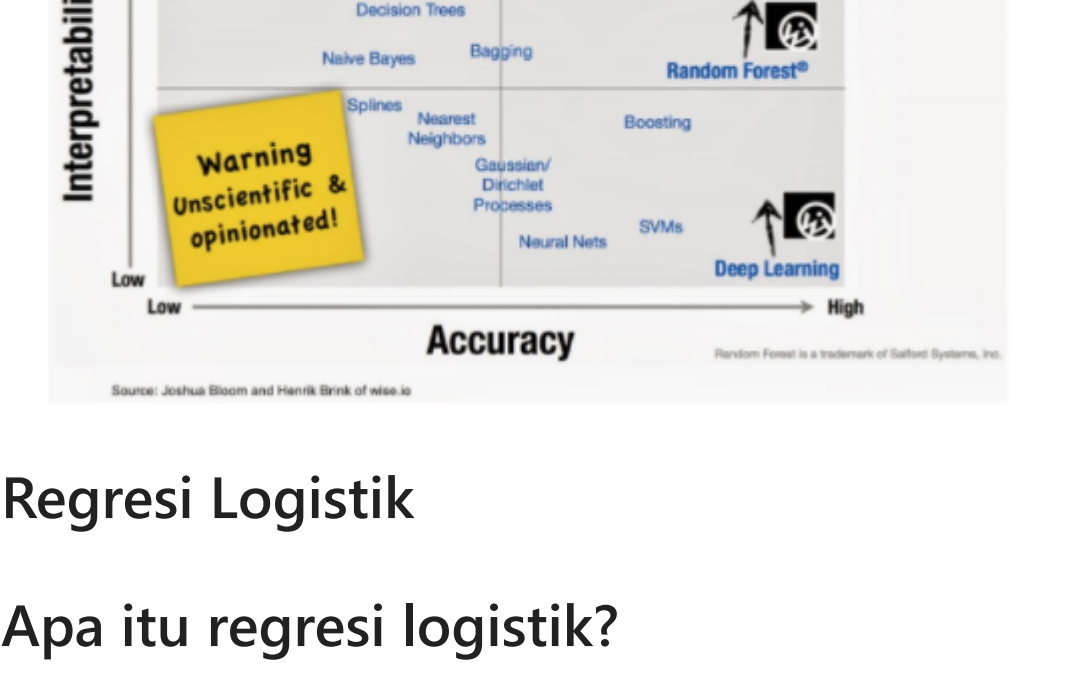 Interpretabili
Decision Trees
Naive Bayes
Bagging
Random Forest®
Splines
Nearest
Neighbors
Boosting
Warning
Unscientific &
opinionated!
Gaussian/
Dirichlet
Processes
SVMs
Neural Nets
Deep Learning
Low
Low
High
Accuracy
Random Forest is a trademark of Salford Systems, Inc.
Source: Joshua Bloom and Henrik Brink of wise.io
Regresi Logistik
Apa itu regresi logistik?